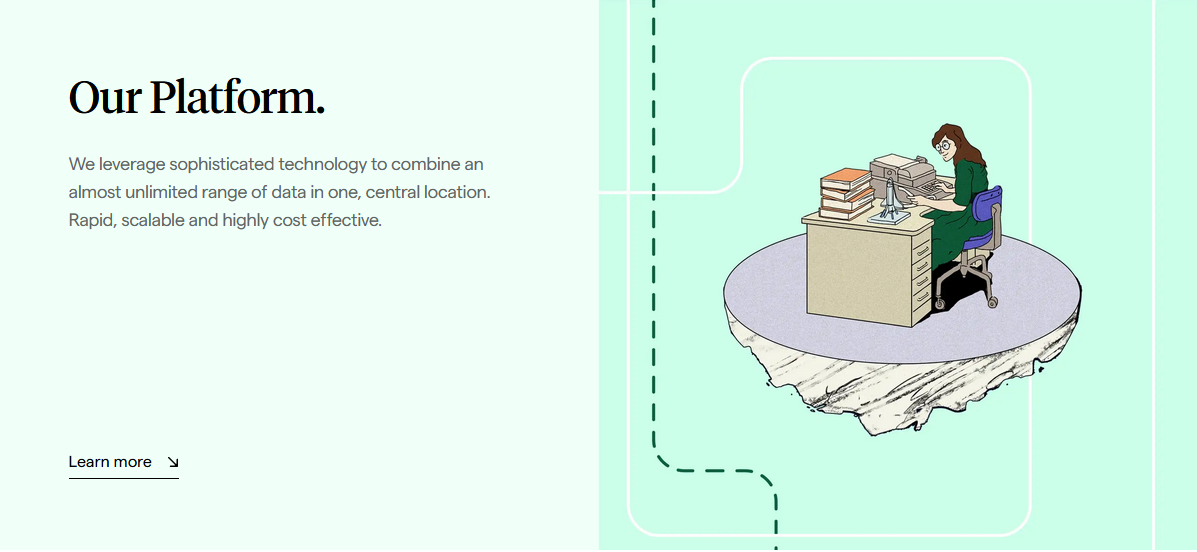 Our Platform.
We leverage sophisticated technology to combine an
almost unlimited range of data in one, central location.
Rapid, scalable and highly cost effective.
Learn more